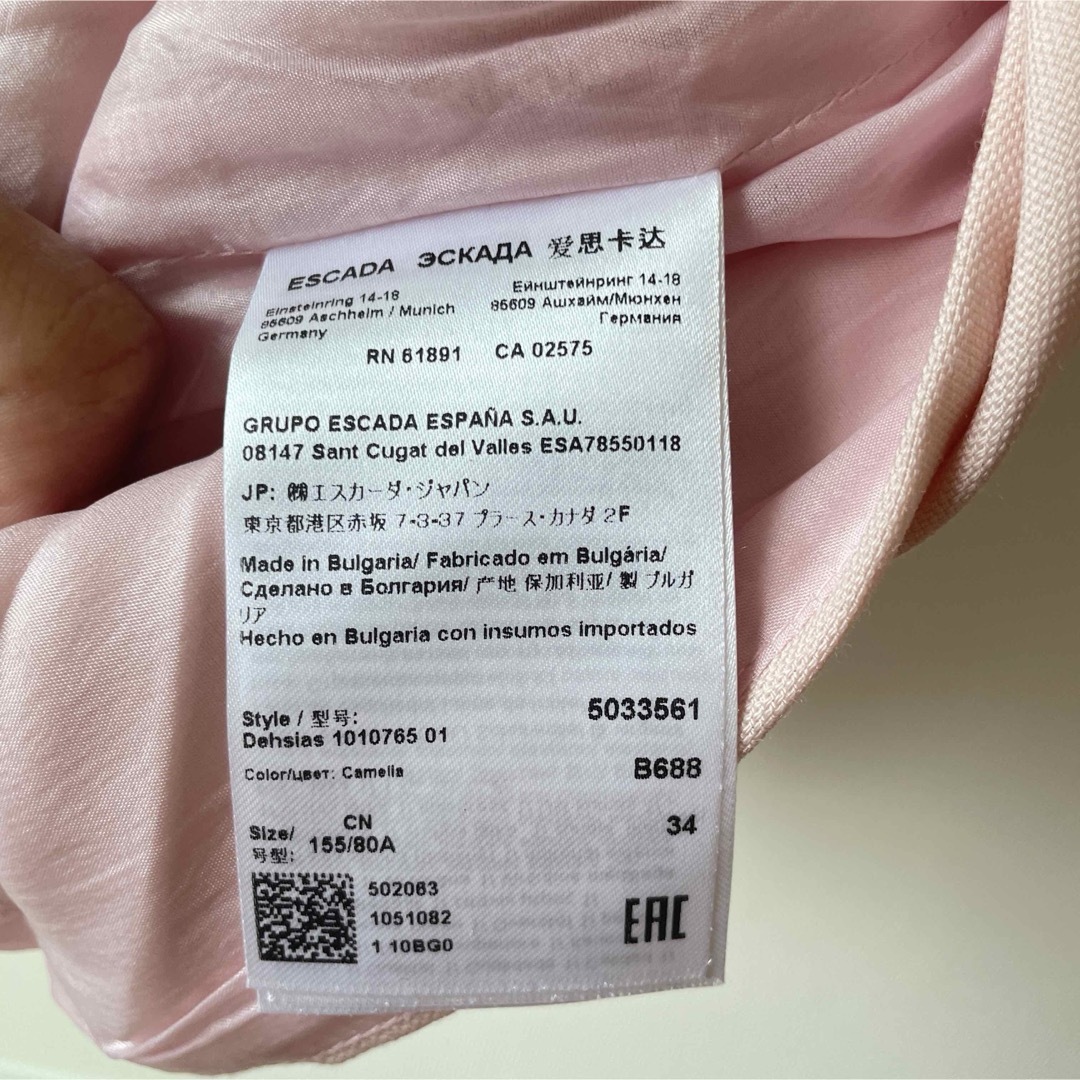 ESCADA ЭСКАДА 爱思卡达
Einsteinring 14-18
85609 Aschheim / Munich
Germany
Ейнштейнринг 14-18
85609 Ашхайм/Мюнхен
Германия
RN 61891 CA 02575
GRUPO ESCADA ESPAÑA S.A.U.
08147 Sant Cugat del Valles ESA78550118
JP: ㈱エスカーダ・ジャパン
東京都港区赤坂 7-3-37 プラース・カナダ 2F
Made in Bulgaria/ Fabricado em Bulgária/
Сделано в Болгария/ 产地 保加利亚/ 製 ブルガ
リア
Hecho en Bulgaria con insumos importados
Style / 型号: 5033561
Dehsias 1010765 01
Color/цвет: Camelia B688
Size/ CN 34
号型: 155/80A
502063
1051082
1 10BG0
EAC